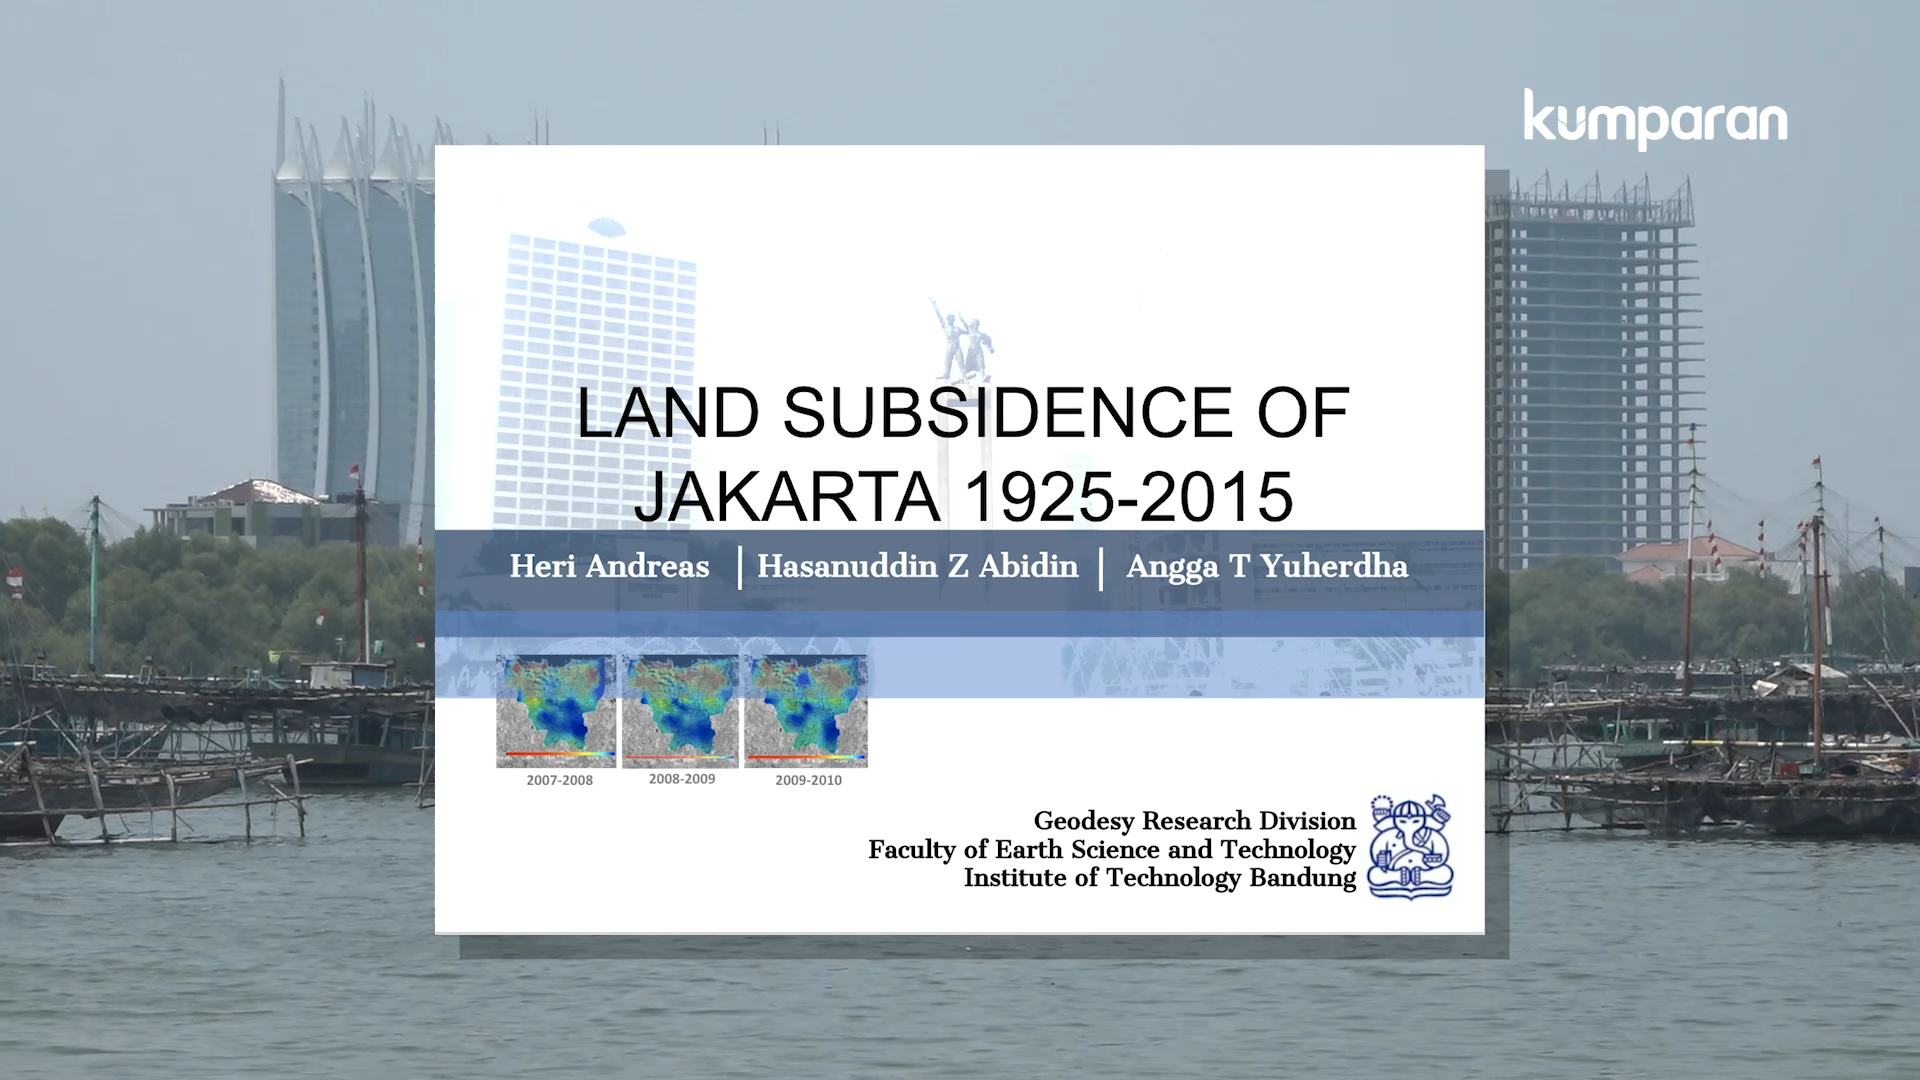 kumparan
LAND SUBSIDENCE OF
JAKARTA 1925-2015
Heri Andreas | Hasanuddin Z Abidin | Angga T Yuherdha
2007-2008
2008-2009
2009-2010
Geodesy Research Division
Faculty of Earth Science and Technology
Institute of Technology Bandung